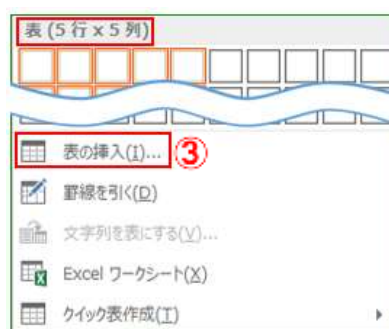 表 (5 行 x 5 列)
表の挿入(I)... ③
罫線を引く(D)
文字列を表にする(V)...
Excel ワークシート(X)
クイック表作成(T)